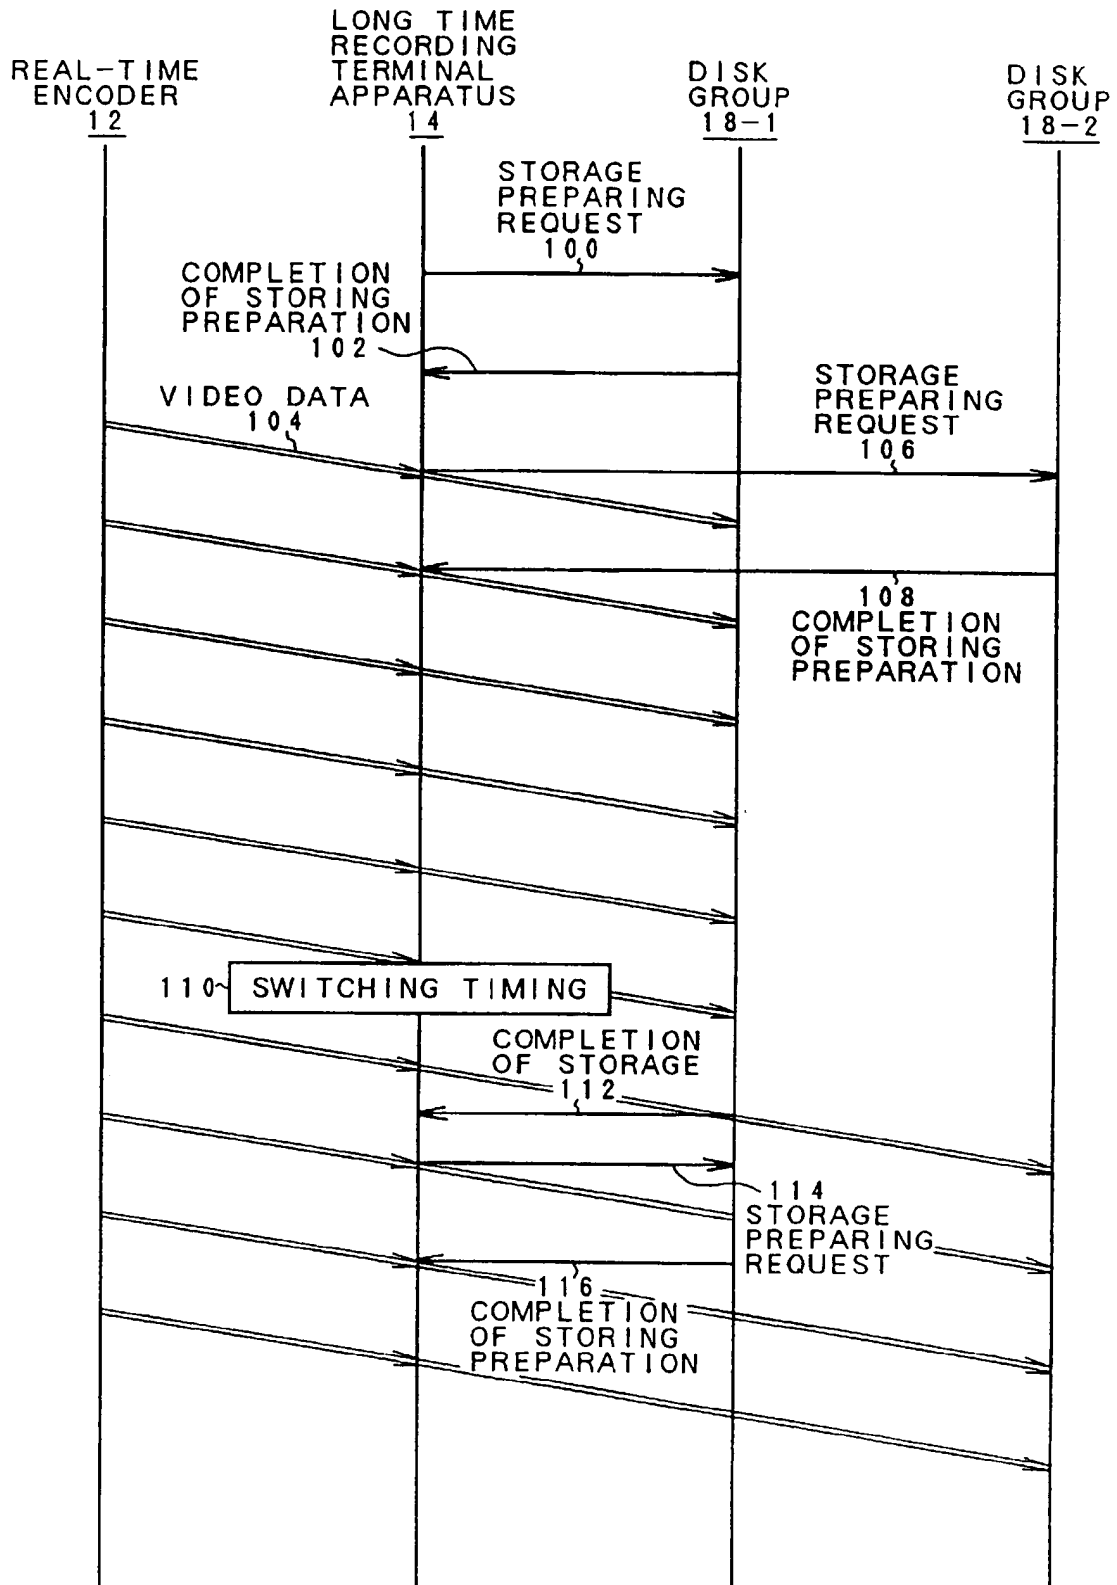 LONG TIME
RECORDING
TERMINAL
APPARATUS
14
REAL-TIME
ENCODER
12
DISK
GROUP
18-1
DISK
GROUP
18-2
STORAGE
PREPARING
REQUEST
100
COMPLETION
OF STORING
PREPARATION
102
STORAGE
PREPARING
REQUEST
106
VIDEO DATA
104
108
COMPLETION
OF STORING
PREPARATION
110 SWITCHING TIMING
COMPLETION
OF STORAGE
112
114
STORAGE
PREPARING
REQUEST
116
COMPLETION
OF STORING
PREPARATION